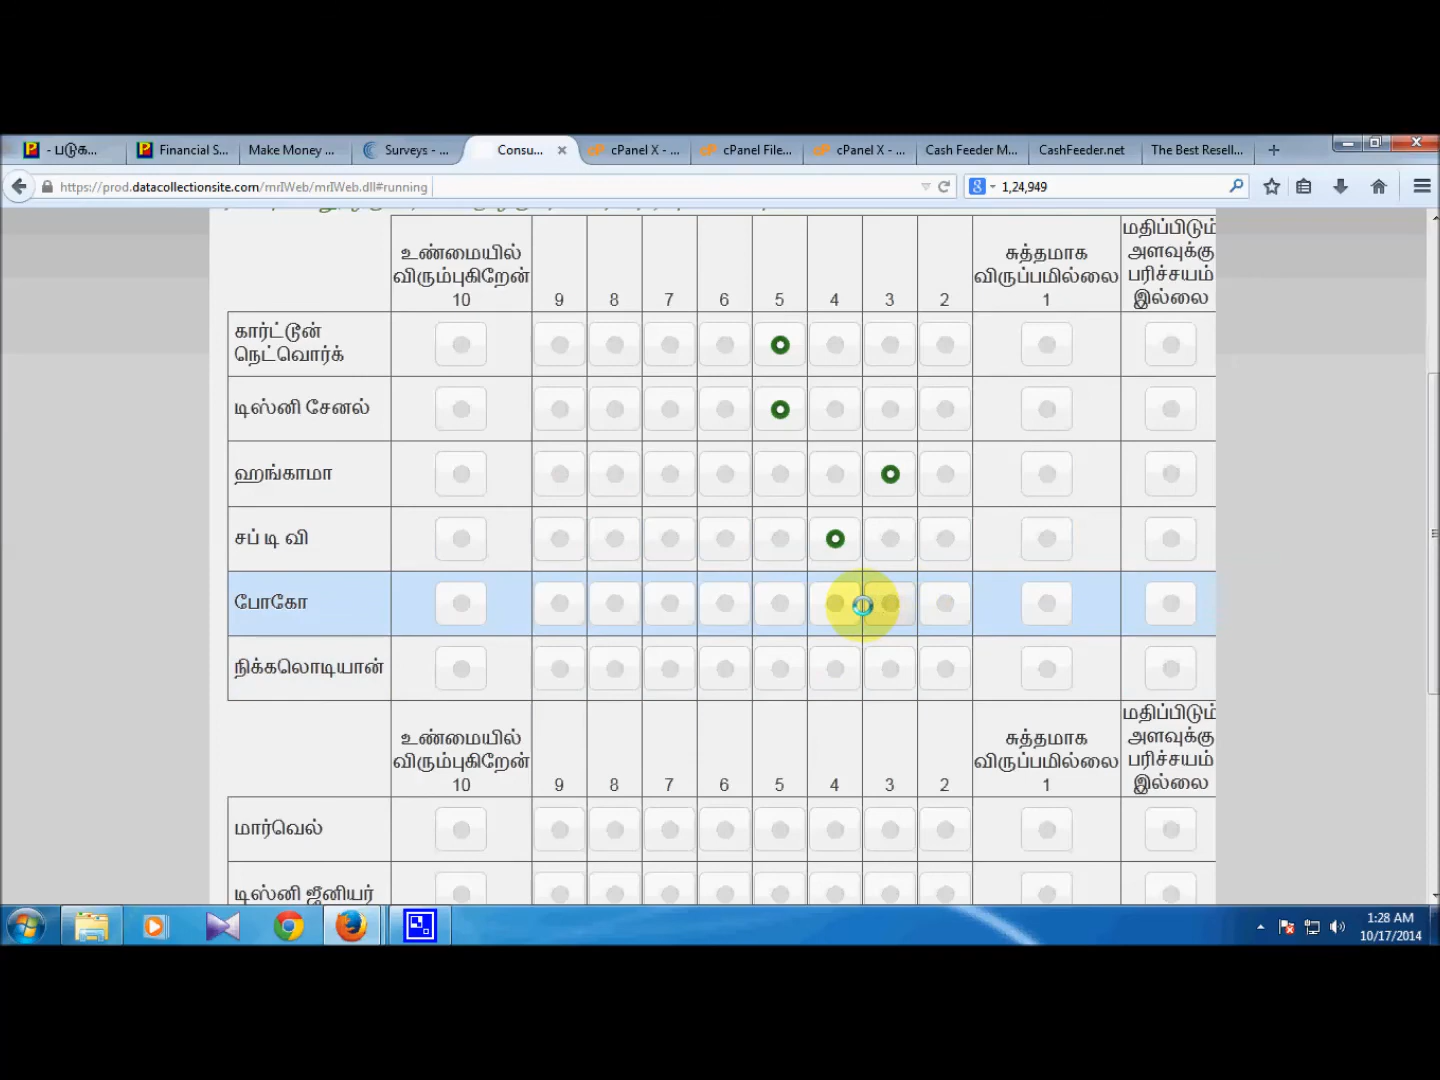 - படுக...
Financial S...
Make Money ...
Surveys - ...
Consu...
cPanel X - ...
cPanel File...
cPanel X - ...
Cash Feeder M...
CashFeeder.net
The Best Resell...
https://prod.datacollectionsite.com/mrIWeb/mrIWeb.dll#running
1,24,949
உண்மையில்
விரும்புகிறேன்
10 9 8 7 6 5 4 3 2
சுத்தமாக
விருப்பமில்லை
1
மதிப்பிடும்
அளவுக்கு
பரிச்சயம்
இல்லை
கார்ட்டூன்
நெட்வொர்க்
டிஸ்னி சேனல்
ஹங்காமா
சப் டி வி
போகோ
நிக்கலொடியான்
உண்மையில்
விரும்புகிறேன்
10 9 8 7 6 5 4 3 2
சுத்தமாக
விருப்பமில்லை
1
மதிப்பிடும்
அளவுக்கு
பரிச்சயம்
இல்லை
மார்வெல்
டிஸ்னி ஜீனியர்
1:28 AM
10/17/2014